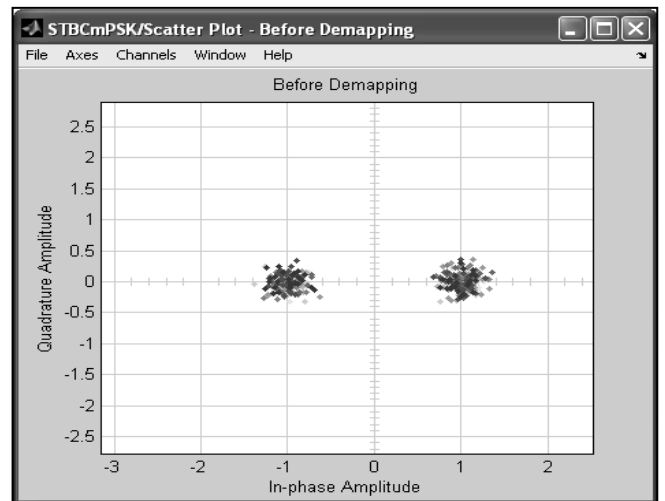 STBCmPSK/Scatter Plot - Before Demapping
File Axes Channels Window Help
Before Demapping
2.5
2
1.5
1
0.5
0
-0.5
-1
-1.5
-2
-2.5
Quadrature Amplitude
-3 -2 -1 0 1 2
In-phase Amplitude